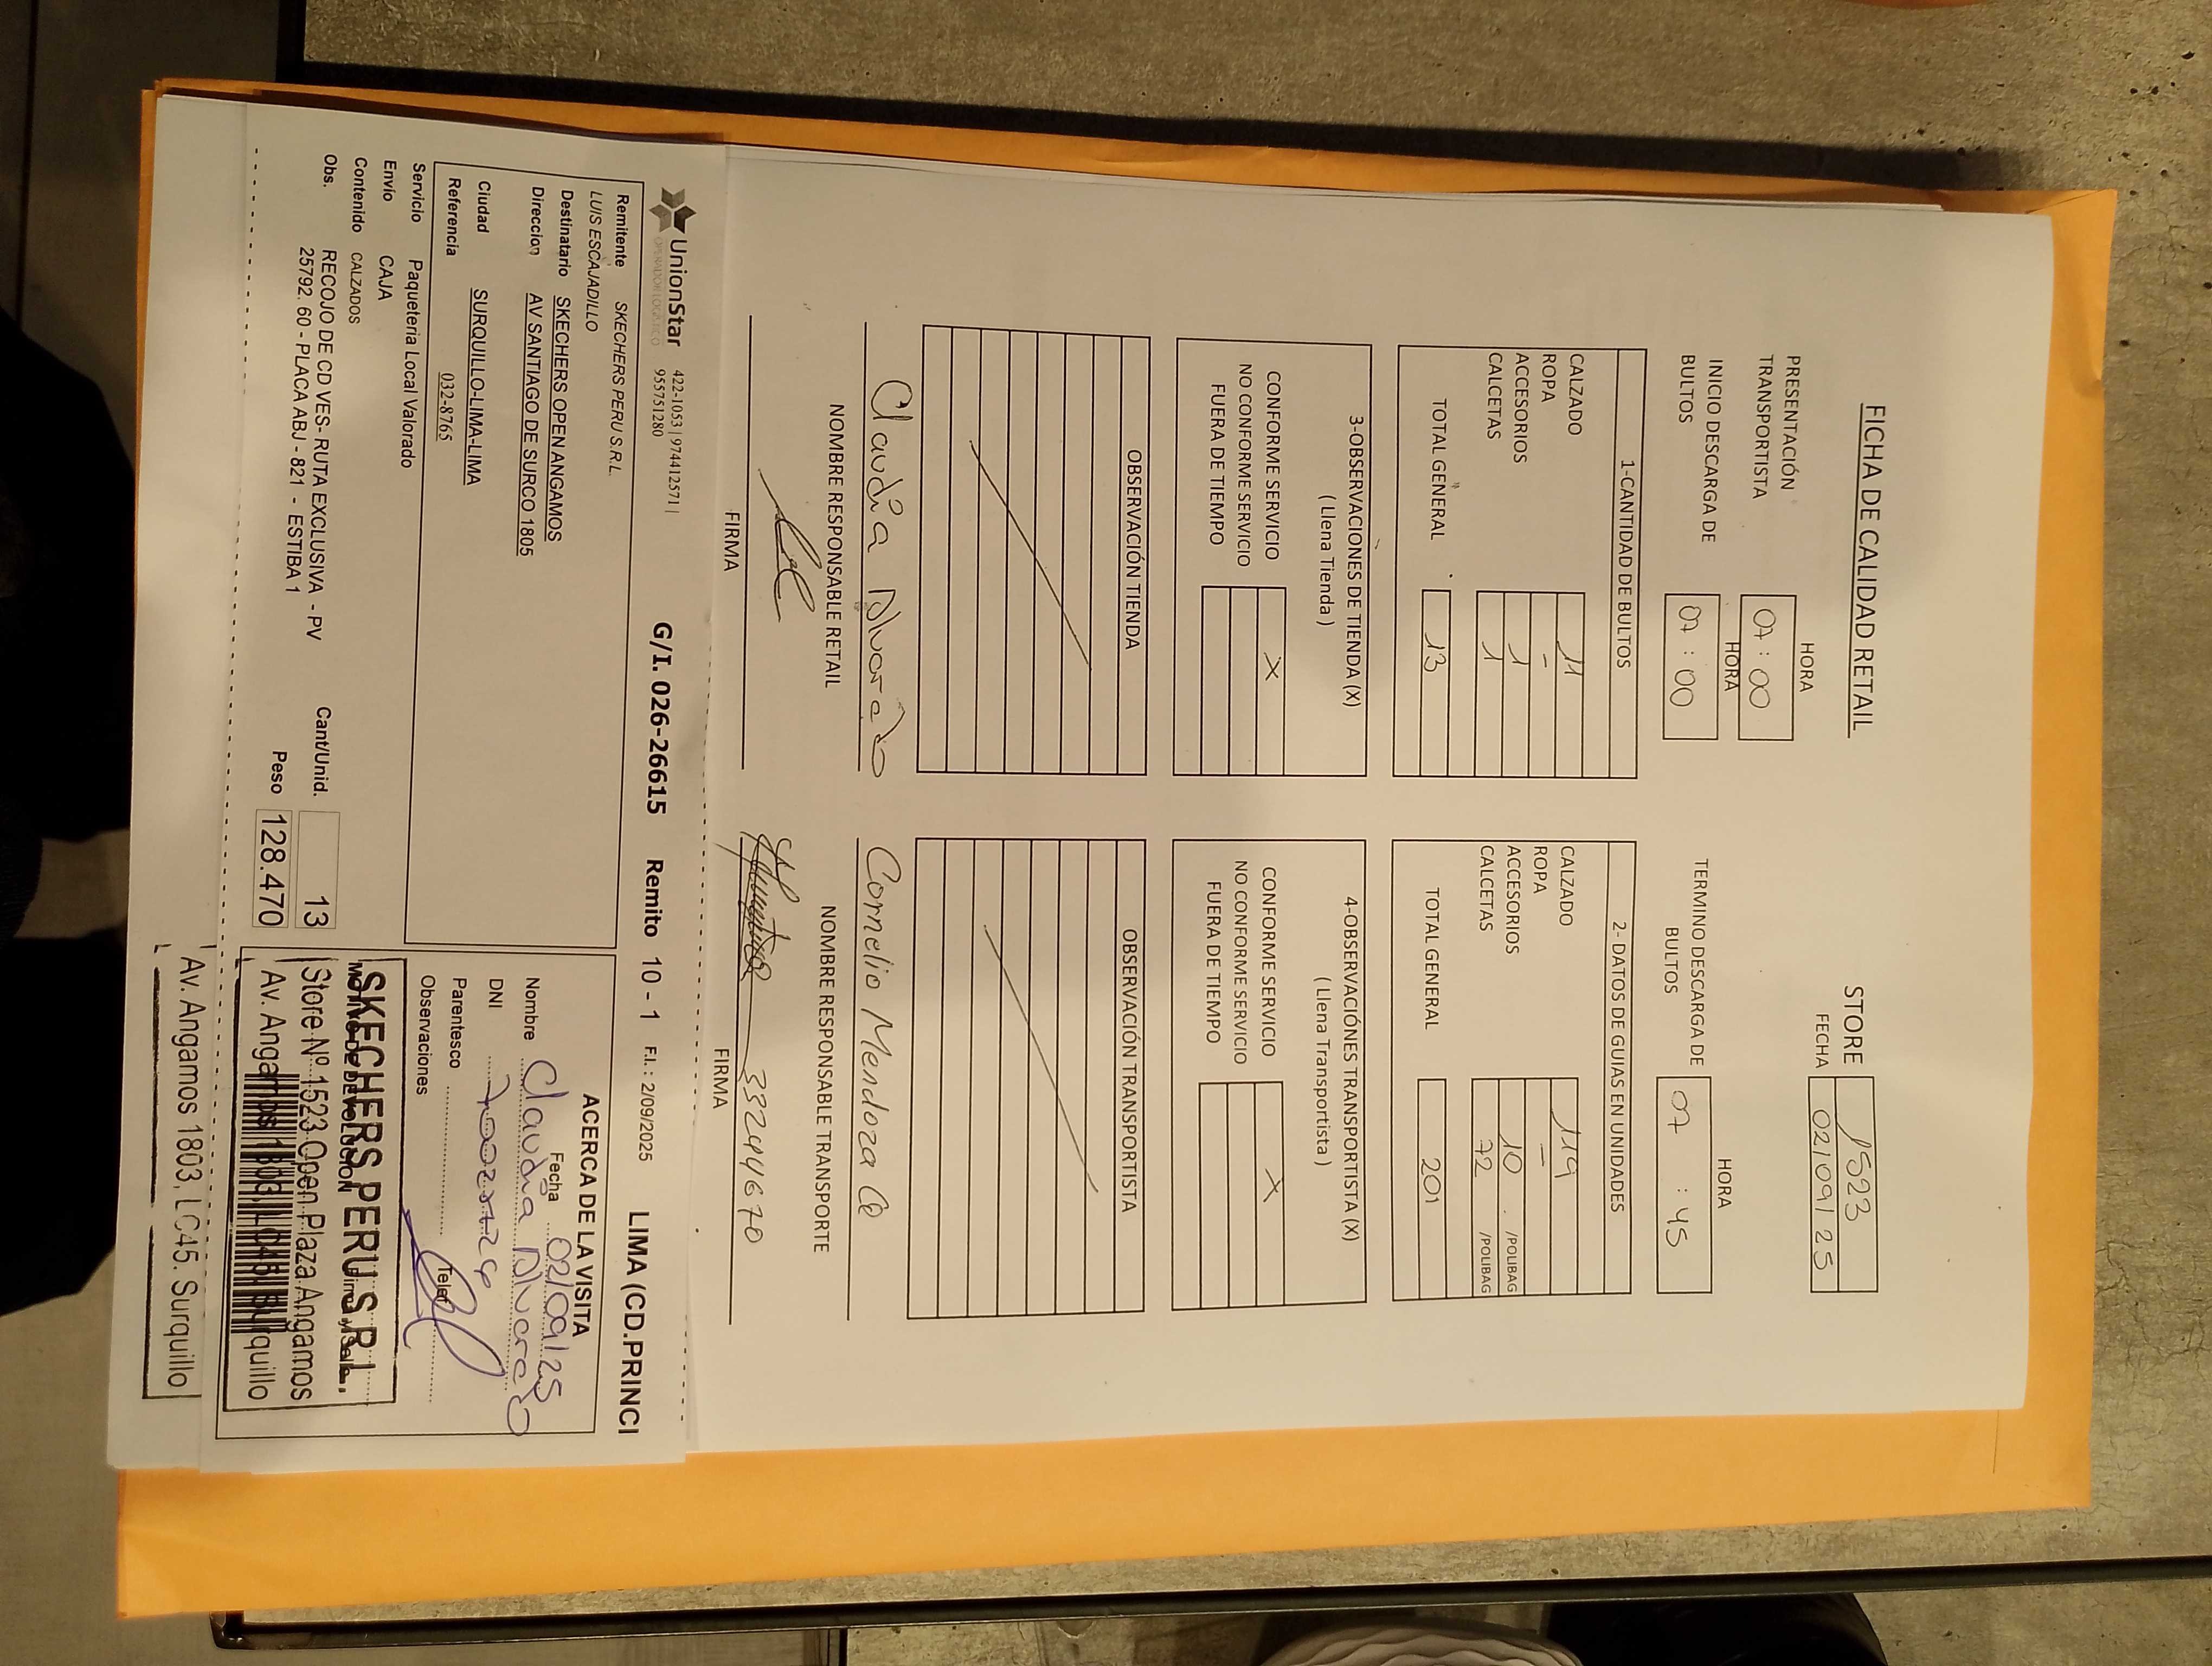 FICHA DE CALIDAD RETAIL
STORE 1523
FECHA 02/09/25
HORA
PRESENTACIÓN
TRANSPORTISTA 07:00
HORA
INICIO DESCARGA DE
BULTOS 07:00
HORA
TERMINO DESCARGA DE
BULTOS 07:45
1-CANTIDAD DE BULTOS
CALZADO 11
ROPA -
ACCESORIOS 1
CALCETAS 1
TOTAL GENERAL 13
2- DATOS DE GUIAS EN UNIDADES
CALZADO 119
ROPA -
ACCESORIOS 10 /POLIBAG
CALCETAS 72 /POLIBAG
TOTAL GENERAL 201
3-OBSERVACIONES DE TIENDA (X)
( Llena Tienda )
CONFORME SERVICIO X
NO CONFORME SERVICIO
FUERA DE TIEMPO
4-OBSERVACIÓNES TRANSPORTISTA (X)
( Llena Transportista )
CONFORME SERVICIO X
NO CONFORME SERVICIO
FUERA DE TIEMPO
OBSERVACIÓN TIENDA
OBSERVACIÓN TRANSPORTISTA
Claudia Alvarado
NOMBRE RESPONSABLE RETAIL
FIRMA
Cornelio Mendoza
NOMBRE RESPONSABLE TRANSPORTE
FIRMA
UnionStar
OPERADOR LOGISTICO
422-1053 | 974412571 |
955751280
G/I. 026-26615 Remito 10 - 1 F.I.: 2/09/2025 LIMA (CD.PRINCI
Remitente SKECHERS PERU S.R.L.
LUIS ESCAJADILLO
Destinatario SKECHERS OPEN ANGAMOS
Direccion AV SANTIAGO DE SURCO 1805
Ciudad SURQUILLO-LIMA-LIMA
Referencia 032-8765
Servicio Paqueteria Local Valorado
Envio CAJA
Contenido CALZADOS
Obs. RECOJO DE CD VES- RUTA EXCLUSIVA - PV
25792. 60 - PLACA ABJ - 821 - ESTIBA 1
Cant/Unid. 13
Peso 128.470
ACERCA DE LA VISITA
Fecha 02/09/25
Nombre Claudia Alvarado
DNI
Parentesco
Observaciones
SKECHERS PERU S.R.L.
Store Nº 1523 Open Plaza Angamos
Av. Angamos 1803, LC45. Surquillo
Av. Angamos 1803, LC45. Surquillo